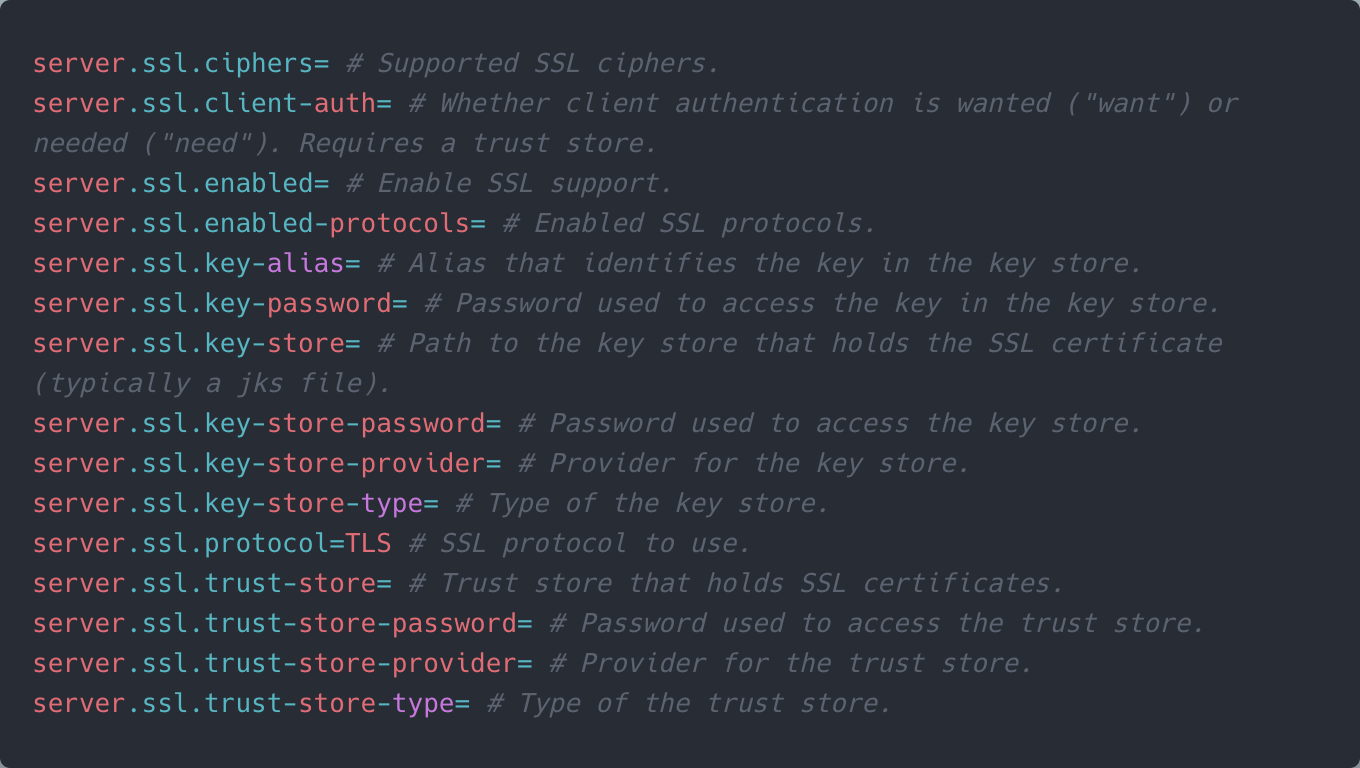 server.ssl.ciphers= # Supported SSL ciphers.
server.ssl.client-auth= # Whether client authentication is wanted ("want") or
needed ("need"). Requires a trust store.
server.ssl.enabled= # Enable SSL support.
server.ssl.enabled-protocols= # Enabled SSL protocols.
server.ssl.key-alias= # Alias that identifies the key in the key store.
server.ssl.key-password= # Password used to access the key in the key store.
server.ssl.key-store= # Path to the key store that holds the SSL certificate
(typically a jks file).
server.ssl.key-store-password= # Password used to access the key store.
server.ssl.key-store-provider= # Provider for the key store.
server.ssl.key-store-type= # Type of the key store.
server.ssl.protocol=TLS # SSL protocol to use.
server.ssl.trust-store= # Trust store that holds SSL certificates.
server.ssl.trust-store-password= # Password used to access the trust store.
server.ssl.trust-store-provider= # Provider for the trust store.
server.ssl.trust-store-type= # Type of the trust store.